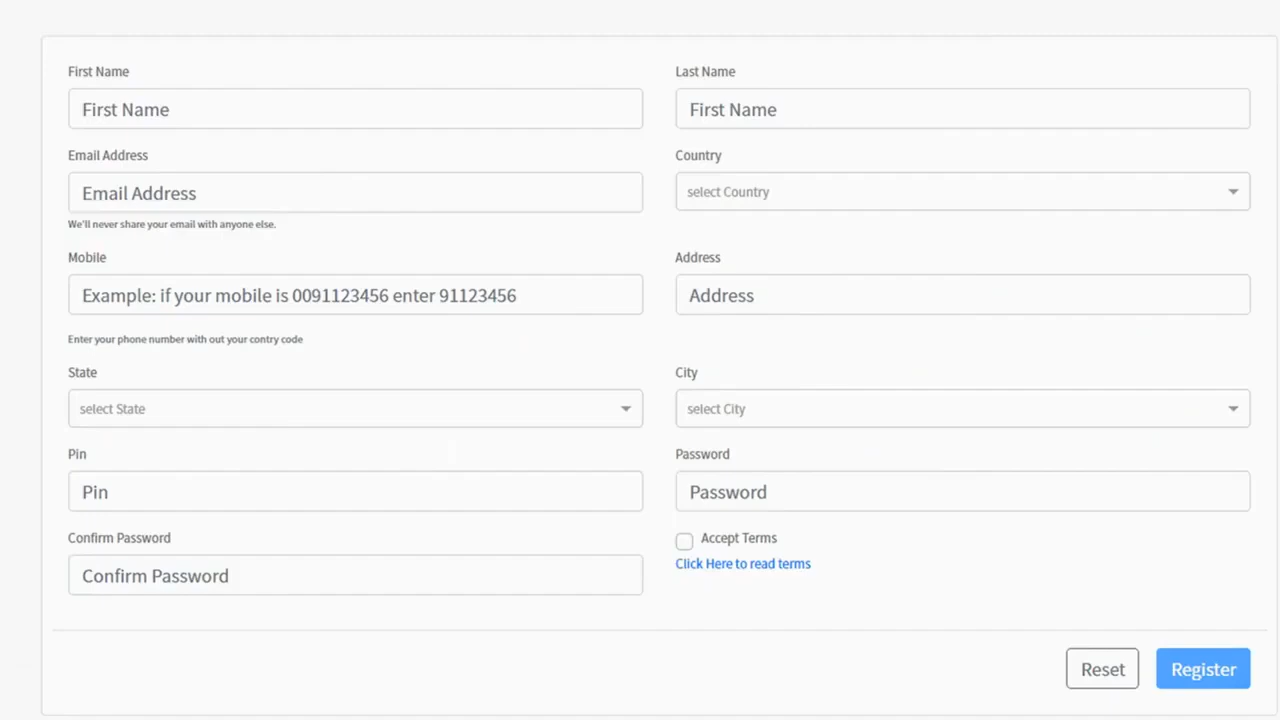 First Name
Last Name
First Name
First Name
Email Address
Country
Email Address
select Country
We'll never share your email with anyone else.
Mobile
Address
Example: if your mobile is 0091123456 enter 91123456
Address
Enter your phone number with out your contry code
State
City
select State
select City
Pin
Password
Pin
Password
Confirm Password
Accept Terms
Confirm Password
Click Here to read terms
Reset
Register